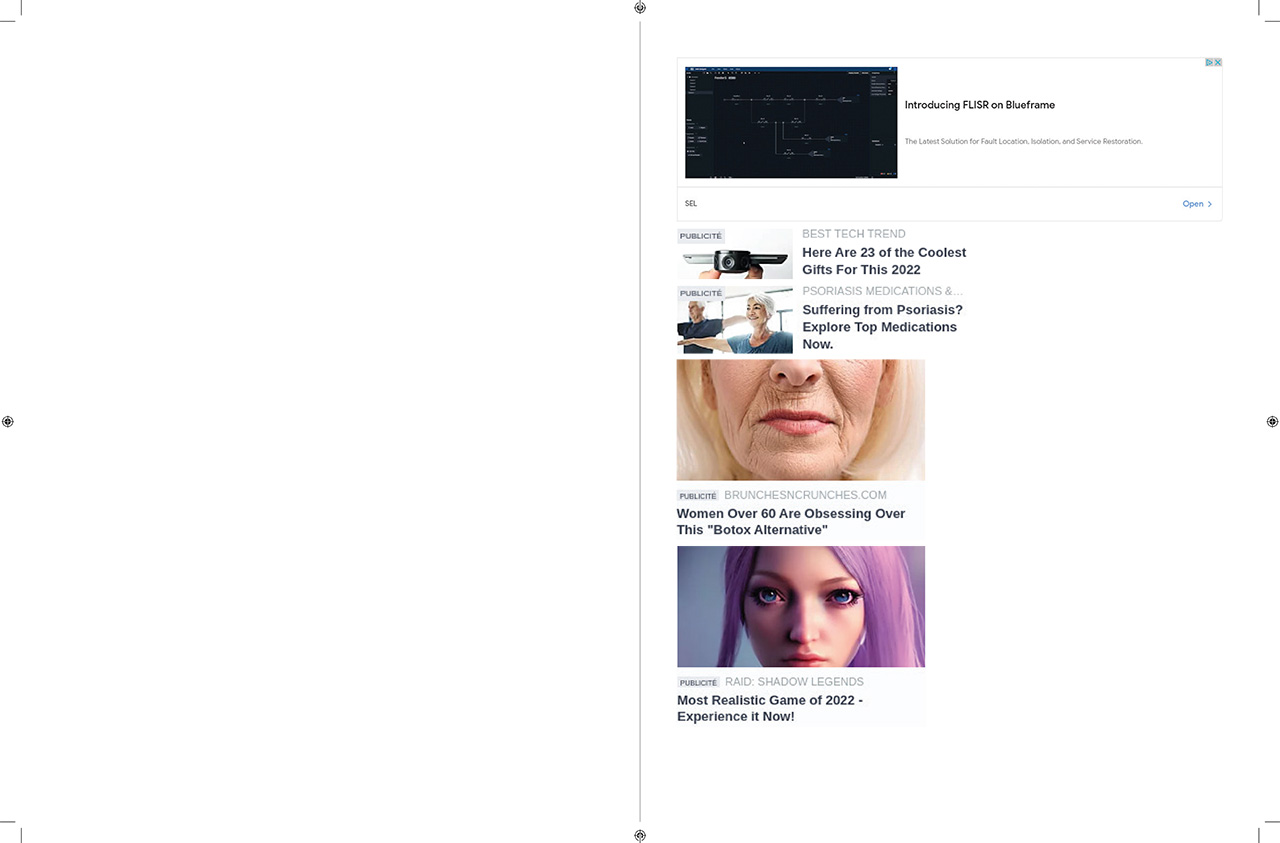 Introducing FLISR on Blueframe
The Latest Solution for Fault Location, Isolation, and Service Restoration.
SEL
Open
PUBLICITÉ
BEST TECH TREND
Here Are 23 of the Coolest
Gifts For This 2022
PUBLICITÉ
PSORIASIS MEDICATIONS &...
Suffering from Psoriasis?
Explore Top Medications
Now.
PUBLICITÉ BRUNCHESNCRUNCHES.COM
Women Over 60 Are Obsessing Over
This "Botox Alternative"
PUBLICITÉ RAID: SHADOW LEGENDS
Most Realistic Game of 2022 -
Experience it Now!